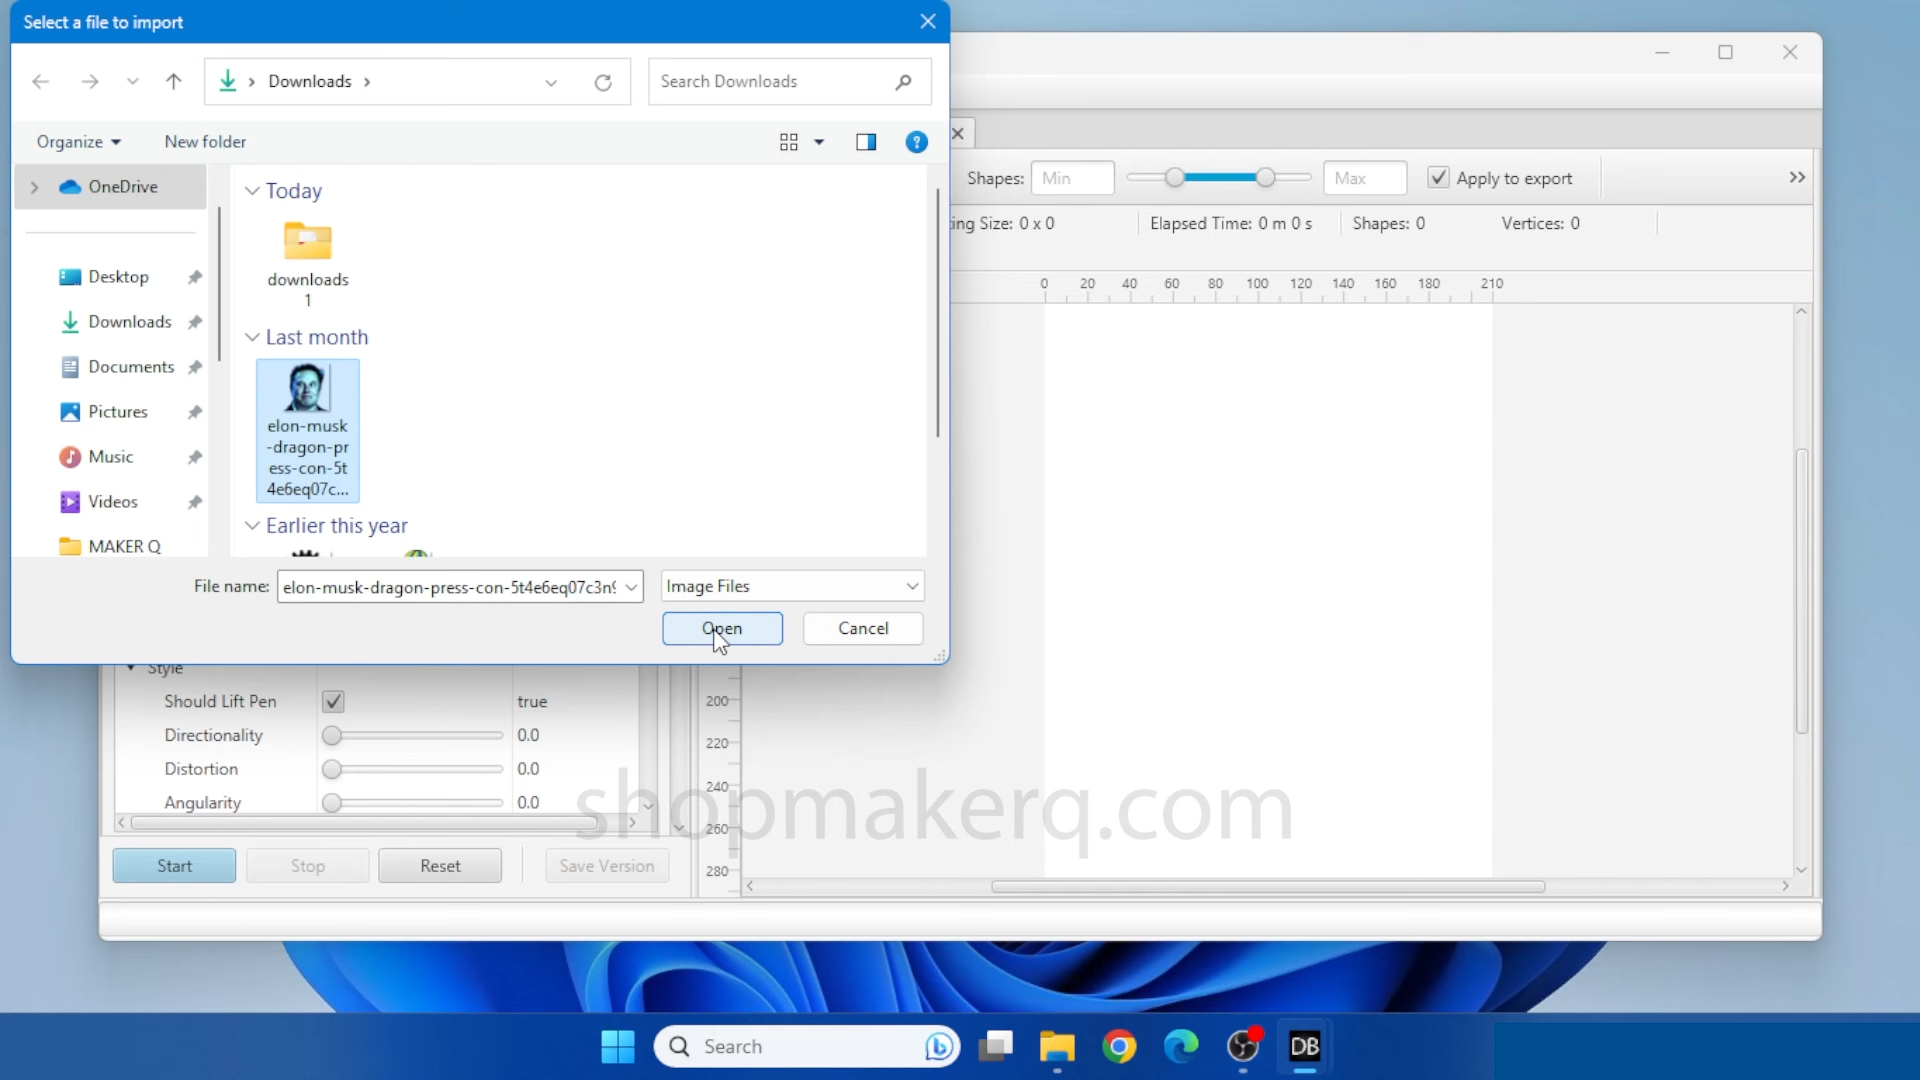 Select a file to import
Downloads
Search Downloads
Organize
New folder
?
OneDrive
Desktop
Downloads
Documents
Pictures
Music
Videos
MAKER Q
Today
downloads
1
Last month
elon-musk
-dragon-pr
ess-con-5t
4e6eq07c...
Earlier this year
File name:
elon-musk-dragon-press-con-5t4e6eq07c3n
Image Files
Open
Cancel
Shapes:
Min
Max
Apply to export
ing Size: 0 x 0
Elapsed Time: 0 m 0 s
Shapes: 0
Vertices: 0
0 20 40 60 80 100 120 140 160 180 210
Style
Should Lift Pen
true
Directionality
0.0
Distortion
0.0
Angularity
0.0
200
220
240
260
280
shopmakerq.com
Start
Stop
Reset
Save Version
Search
DB